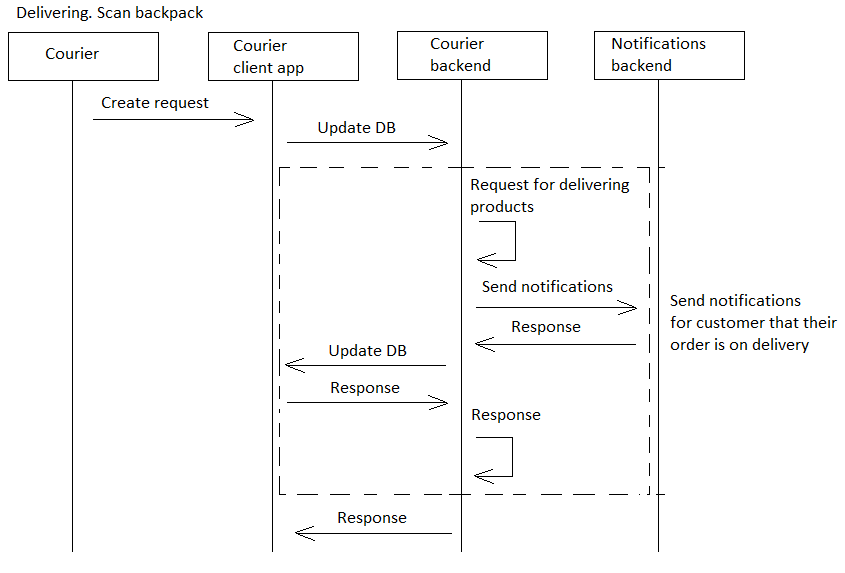 Delivering. Scan backpack
Courier
Courier
client app
Courier
backend
Notifications
backend
Create request
Update DB
Request for delivering
products
Send notifications
Send notifications
for customer that their
order is on delivery
Response
Update DB
Response
Response
Response